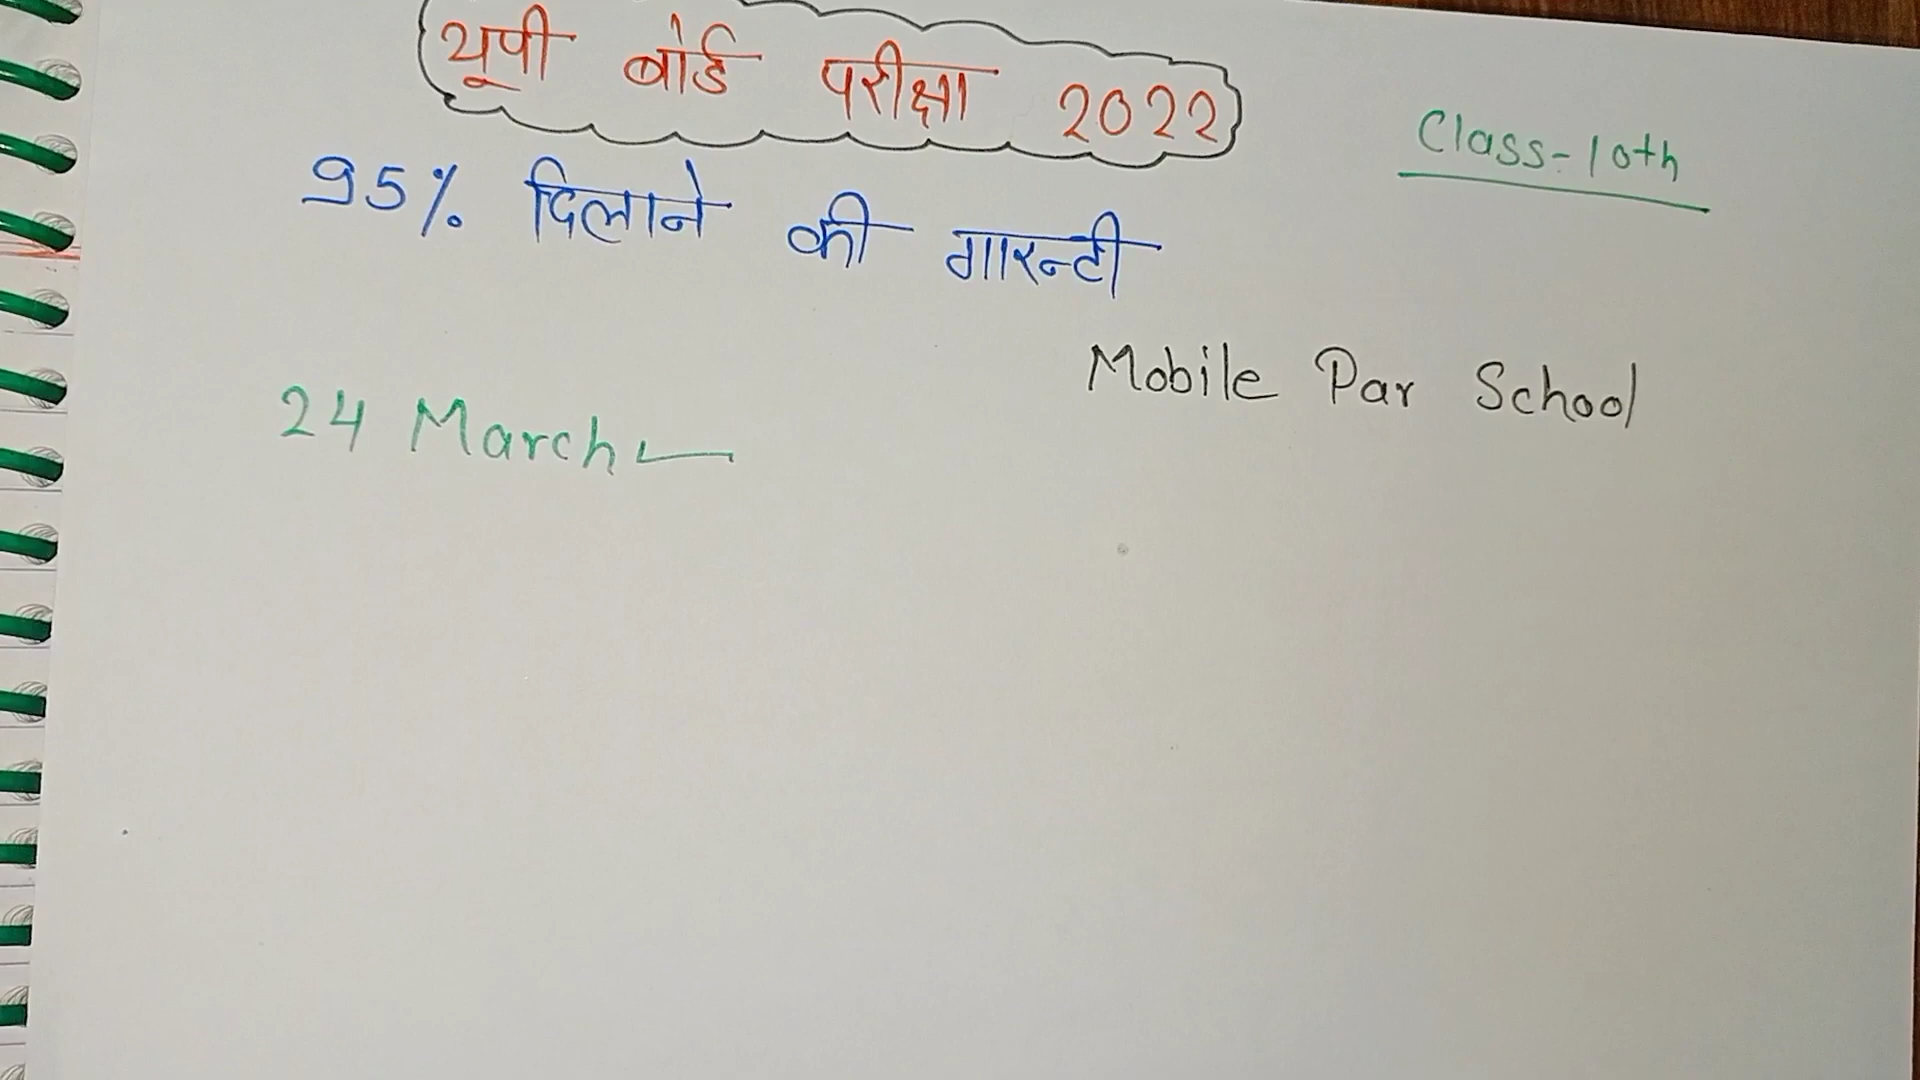 यूपी बोर्ड परीक्षा 2022
Class-10th
95% दिलाने की गारन्टी
Mobile Par School
24 March